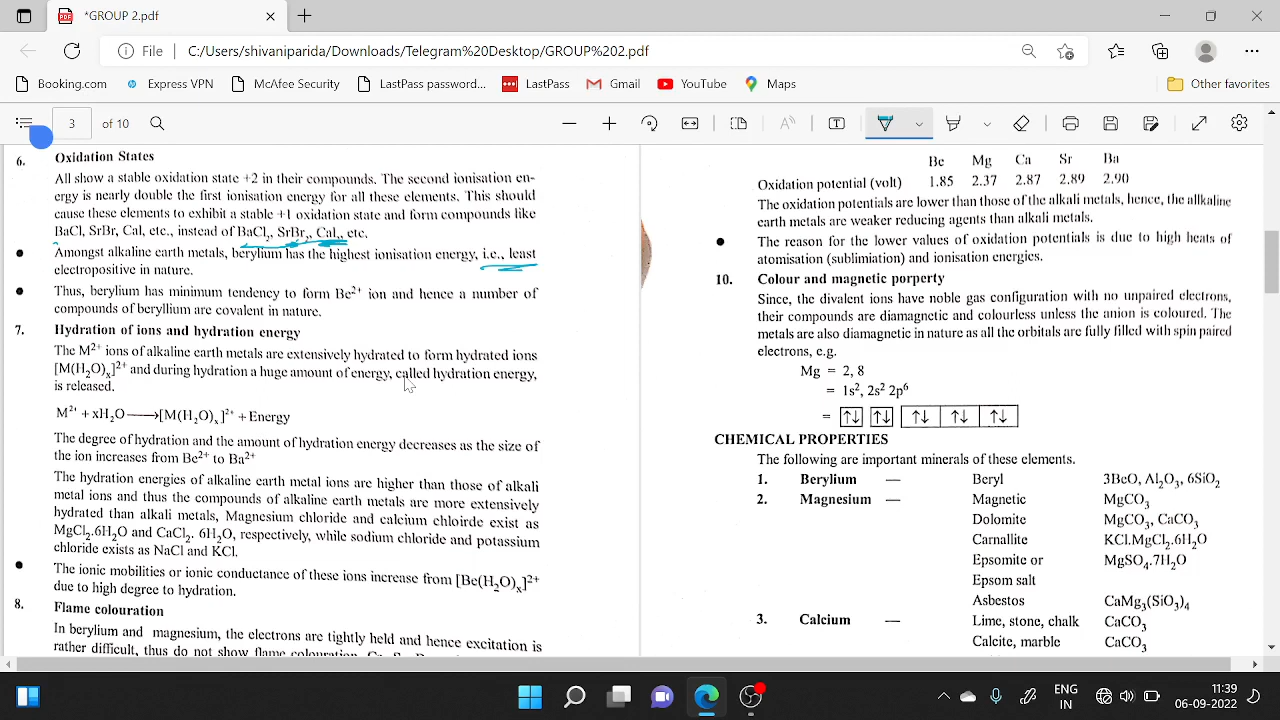 *GROUP 2.pdf
File
C:/Users/shivaniparida/Downloads/Telegram%20Desktop/GROUP%202.pdf
Booking.com
Express VPN
McAfee Security
LastPass password...
LastPass
Gmail
YouTube
Maps
Other favorites
3 of 10
6. Oxidation States
All show a stable oxidation state +2 in their compounds. The second ionisation en-
ergy is nearly double the first ionisation energy for all these elements. This should
cause these elements to exhibit a stable +1 oxidation state and form compounds like
BaCl, SrBr, CaI, etc., instead of BaCl₂, SrBr₂, CaI₂, etc.
● Amongst alkaline earth metals, berylium has the highest ionisation energy, i.e., least
electropositive in nature.
● Thus, berylium has minimum tendency to form Be²⁺ ion and hence a number of
compounds of beryllium are covalent in nature.
7. Hydration of ions and hydration energy
The M²⁺ ions of alkaline earth metals are extensively hydrated to form hydrated ions
[M(H₂O)ₓ]²⁺ and during hydration a huge amount of energy, called hydration energy,
is released.
M²⁺ + xH₂O ⟶ [M(H₂O)ₓ]²⁺ + Energy
The degree of hydration and the amount of hydration energy decreases as the size of
the ion increases from Be²⁺ to Ba²⁺
The hydration energies of alkaline earth metal ions are higher than those of alkali
metal ions and thus the compounds of alkaline earth metals are more extensively
hydrated than alkali metals, Magnesium chloride and calcium chloirde exist as
MgCl₂.6H₂O and CaCl₂. 6H₂O, respectively, while sodium chloride and potassium
chloride exists as NaCl and KCl.
● The ionic mobilities or ionic conductance of these ions increase from [Be(H₂O)ₓ]²⁺
due to high degree to hydration.
8. Flame colouration
In berylium and magnesium, the electrons are tightly held and hence excitation is
rather difficult, thus do not show flame colouration.
Be Mg Ca Sr Ba
Oxidation potential (volt) 1.85 2.37 2.87 2.89 2.90
The oxidation potentials are lower than those of the alkali metals, hence, the allkaline
earth metals are weaker reducing agents than alkali metals.
● The reason for the lower values of oxidation potentials is due to high heats of
atomisation (sublimiation) and ionisation energies.
10. Colour and magnetic porperty
Since, the divalent ions have noble gas configuration with no unpaired electrons,
their compounds are diamagnetic and colourless unless the anion is coloured. The
metals are also diamagnetic in nature as all the orbitals are fully filled with spin paired
electrons, e.g.
Mg = 2, 8
= 1s², 2s² 2p⁶
= ↑↓ ↑↓ ↑↓ ↑↓ ↑↓
CHEMICAL PROPERTIES
The following are important minerals of these elements.
1. Berylium — Beryl 3BeO, Al₂O₃, 6SiO₂
2. Magnesium — Magnetic MgCO₃
Dolomite MgCO₃, CaCO₃
Carnallite KCl.MgCl₂.6H₂O
Epsomite or MgSO₄.7H₂O
Epsom salt
Asbestos CaMg₃(SiO₃)₄
3. Calcium — Lime, stone, chalk CaCO₃
Calcite, marble CaCO₃
ENG
IN
11:39
06-09-2022